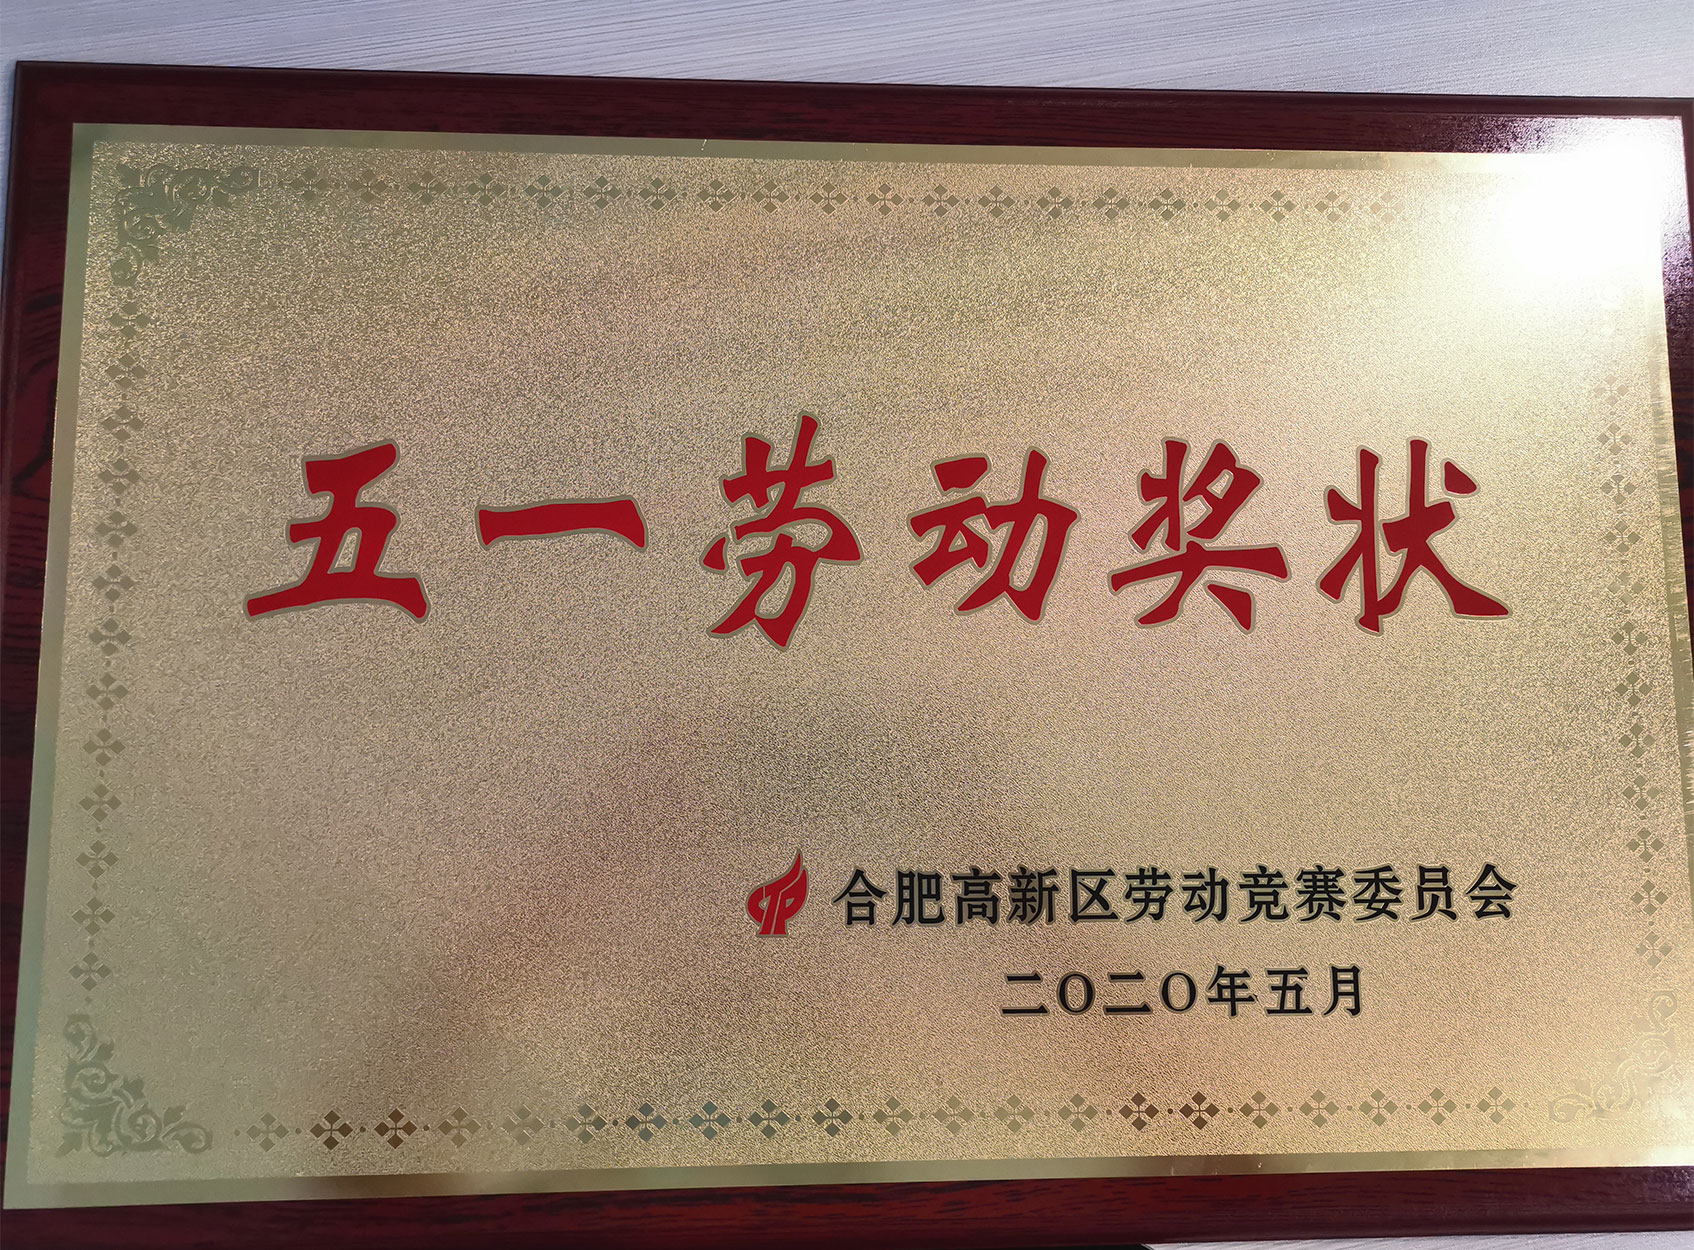 五一劳动奖状
合肥高新区劳动竞赛委员会
二〇二〇年五月